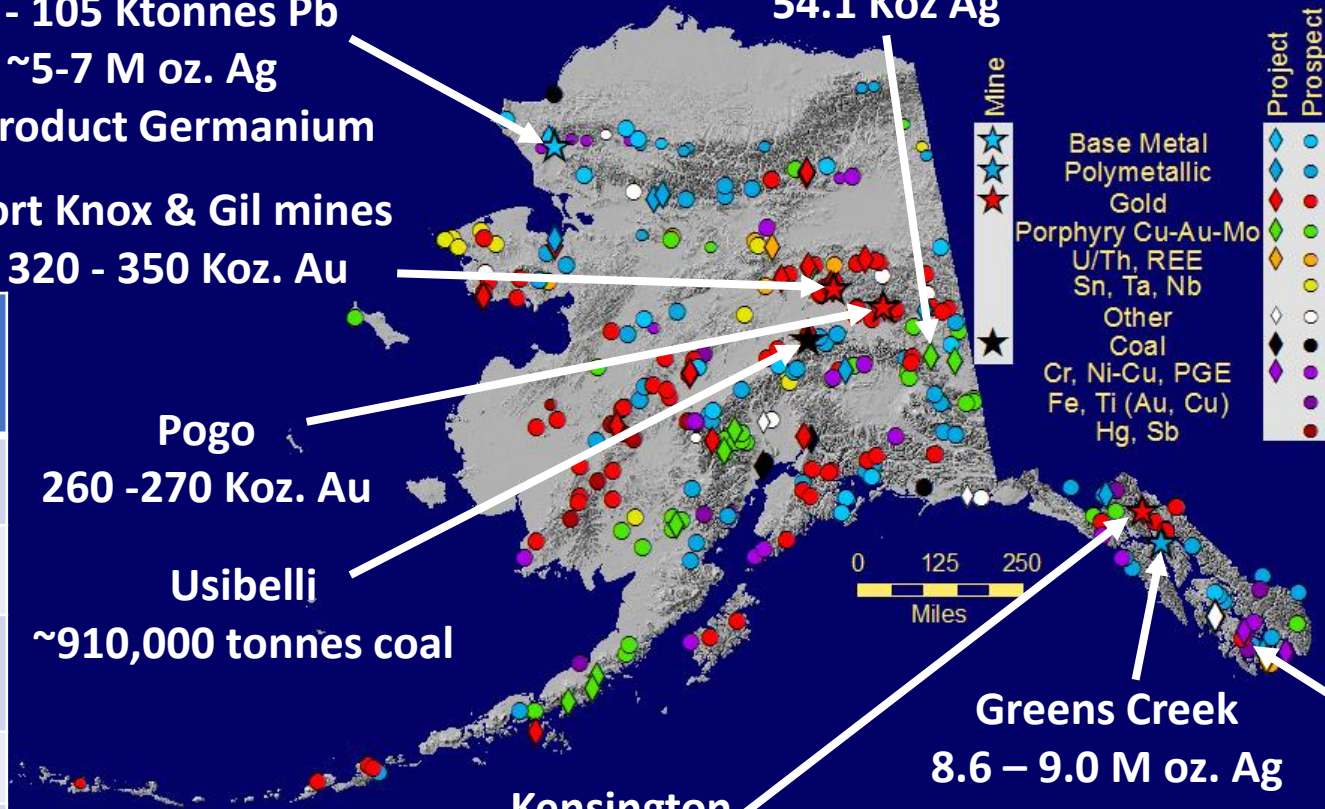 - 105 Ktonnes Pb
~5-7 M oz. Ag
roduct Germanium
54.1 Koz Ag
ort Knox & Gil mines
320 - 350 Koz. Au
Pogo
260 -270 Koz. Au
Usibelli
~910,000 tonnes coal
Mine
Project
Prospect
Base Metal
Polymetallic
Gold
Porphyry Cu-Au-Mo
U/Th, REE
Sn, Ta, Nb
Other
Coal
Cr, Ni-Cu, PGE
Fe, Ti (Au, Cu)
Hg, Sb
0 125 250
Miles
Greens Creek
8.6 – 9.0 M oz. Ag
Kensington